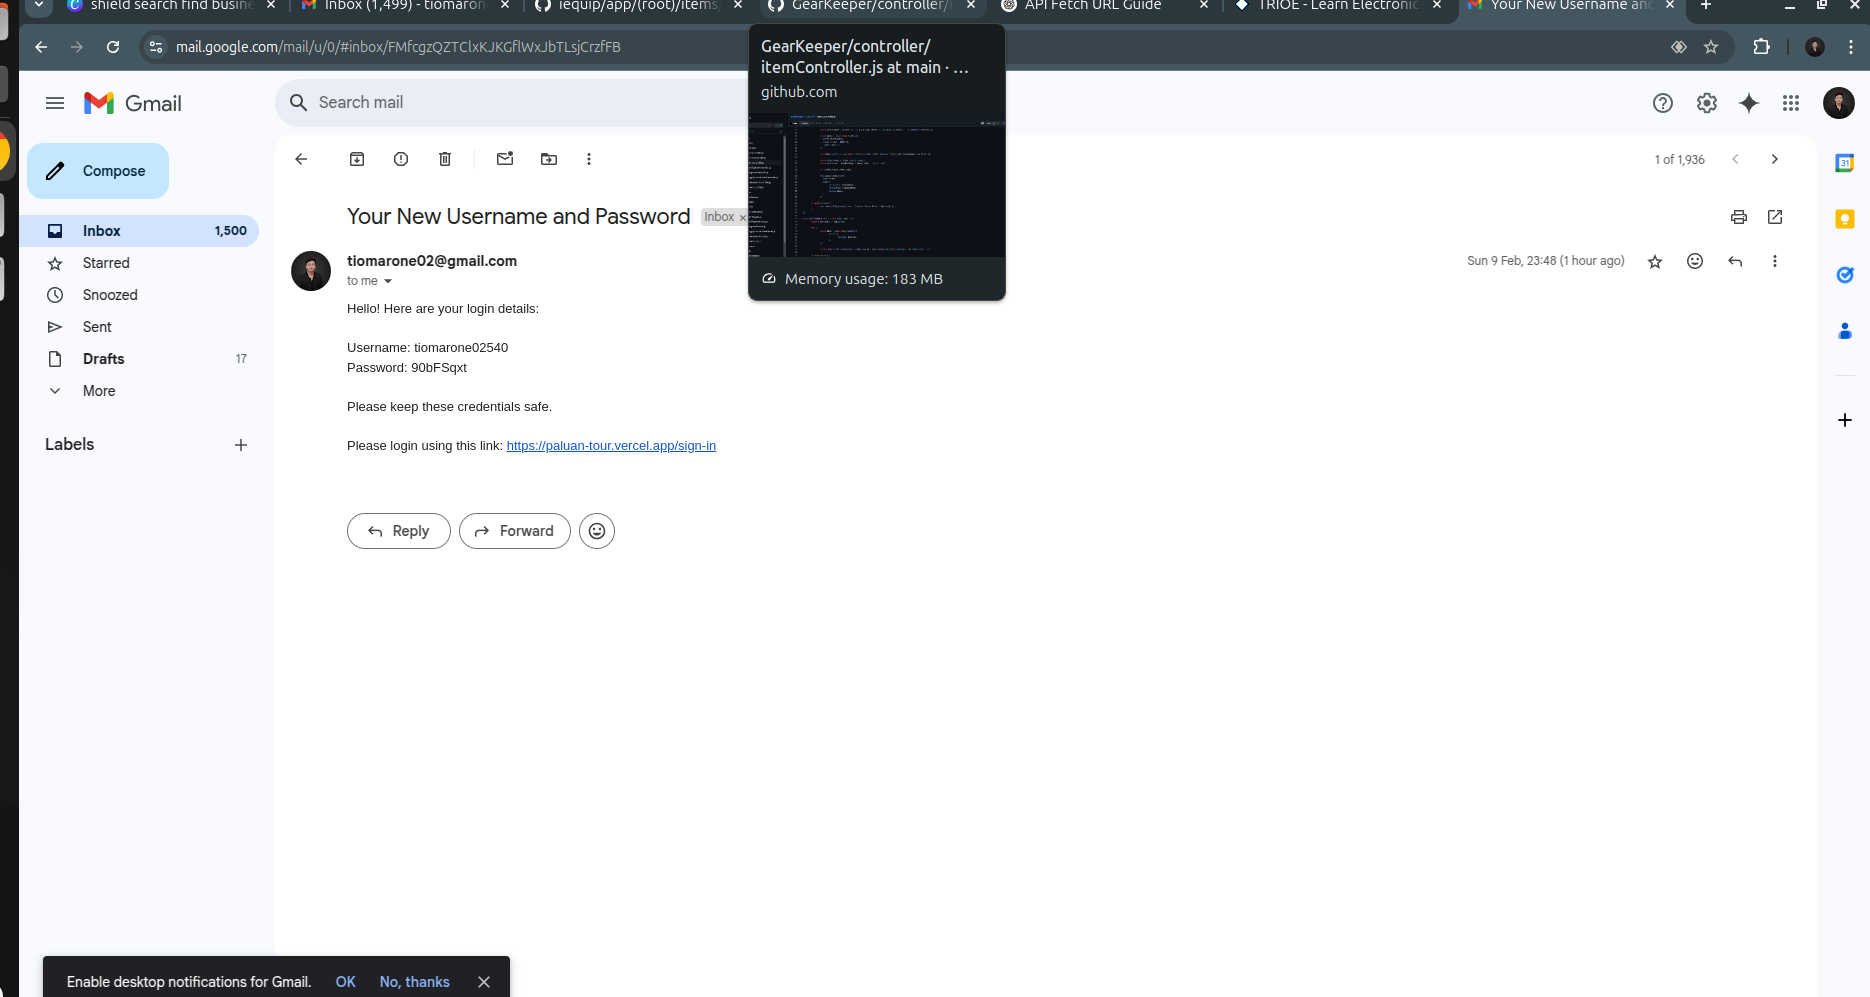 shield search find busine
Inbox (1,499) - tiomaron
iequip/app/(root)/items
GearKeeper/controller/i
API Fetch URL Guide
TRIOE - Learn Electronic
Your New Username and
mail.google.com/mail/u/0/#inbox/FMfcgzQZTClxKJKGflWxJbTLsjCrzfFB
GearKeeper/controller/
itemController.js at main · …
github.com
Memory usage: 183 MB
Gmail
Search mail
Compose
1 of 1,936
Inbox 1,500
Starred
Snoozed
Sent
Drafts 17
More
Labels
Your New Username and Password Inbox ×
tiomarone02@gmail.com
Sun 9 Feb, 23:48 (1 hour ago)
to me
Hello! Here are your login details:
Username: tiomarone02540
Password: 90bFSqxt
Please keep these credentials safe.
Please login using this link: https://paluan-tour.vercel.app/sign-in
Reply
Forward
31
Enable desktop notifications for Gmail. OK No, thanks